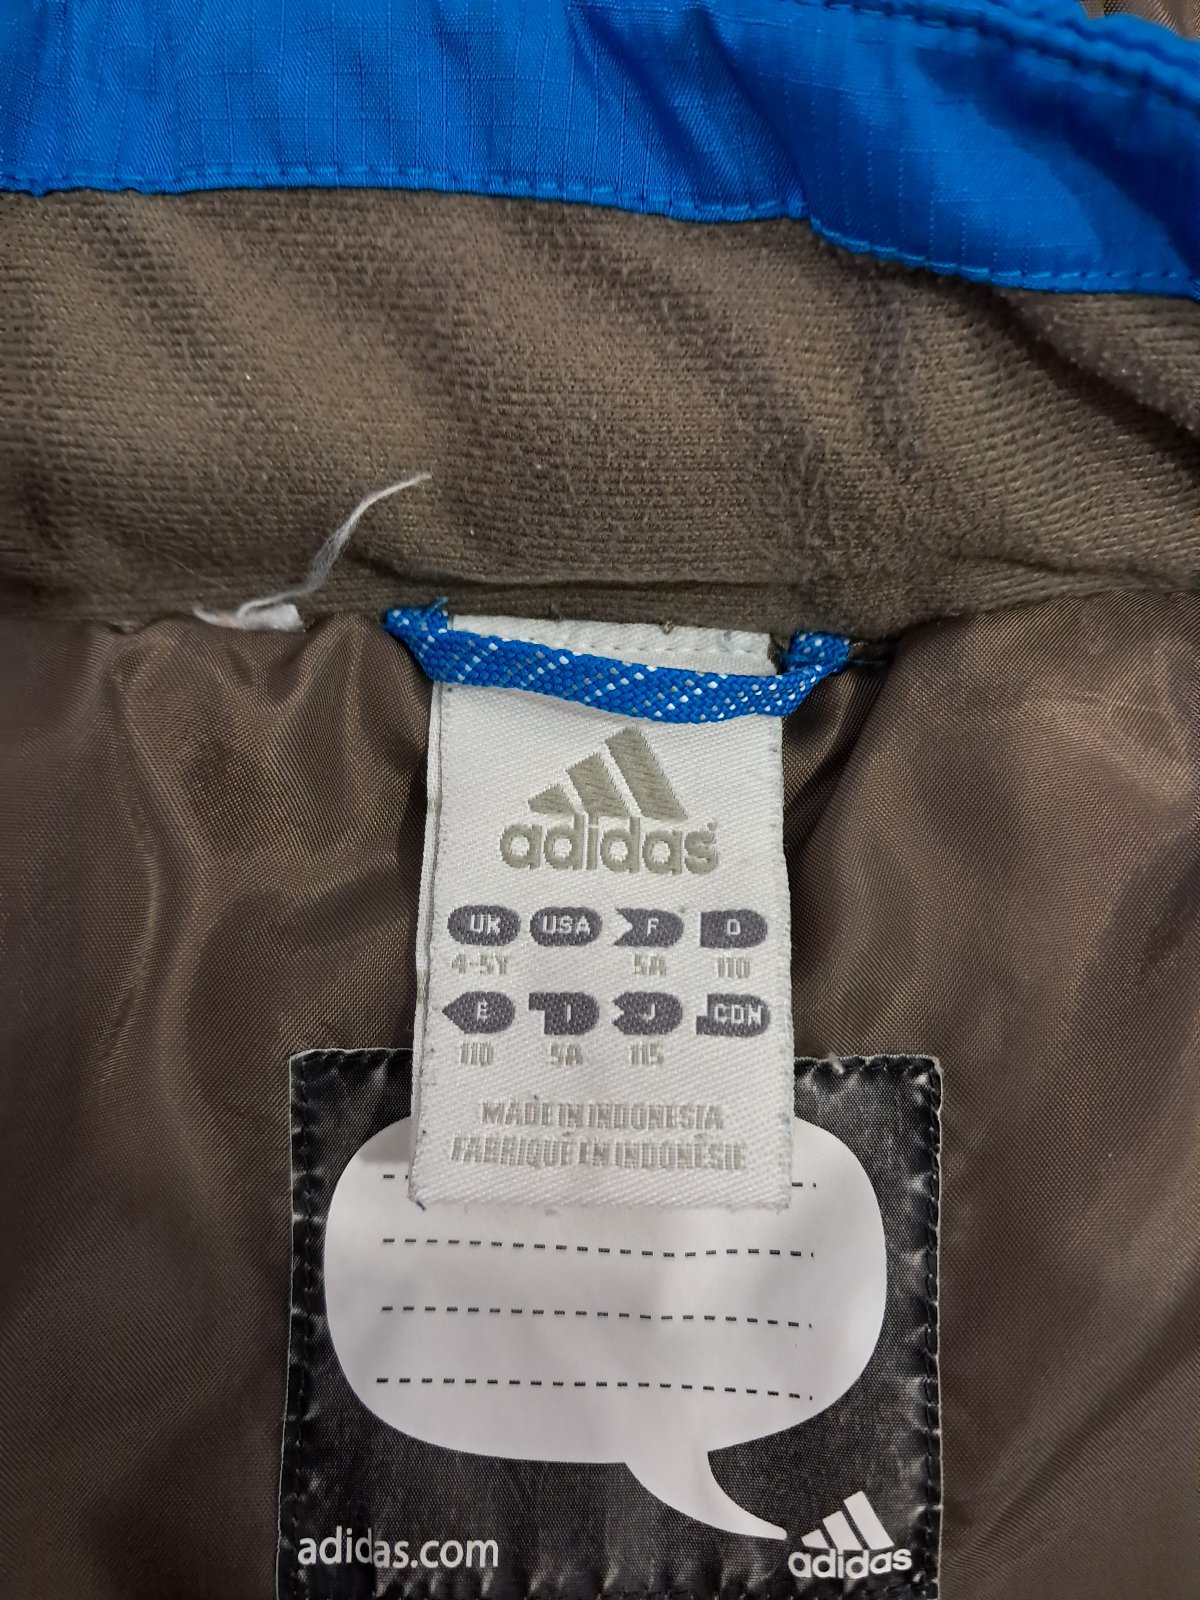 adidas
UK USA F D
4-5Y 5A 110
E I J CDN
110 5A 115
MADE IN INDONESIA
FABRIQUÉ EN INDONÉSIE
adidas.com
adidas